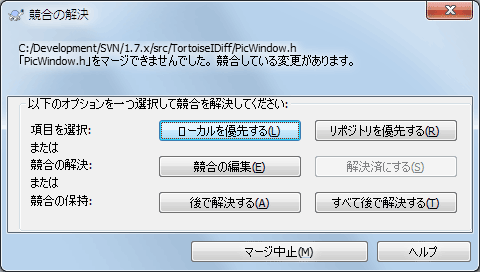 競合の解決
C:/Development/SVN/1.7.x/src/TortoiseIDiff/PicWindow.h
「PicWindow.h」をマージできませんでした。競合している変更があります。
以下のオプションを一つ選択して競合を解決してください:
項目を選択: ローカルを優先する(L) リポジトリを優先する(R)
または
競合の解決: 競合の編集(E) 解決済にする(S)
または
競合の保持: 後で解決する(A) すべて後で解決する(T)
マージ中止(M) ヘルプ